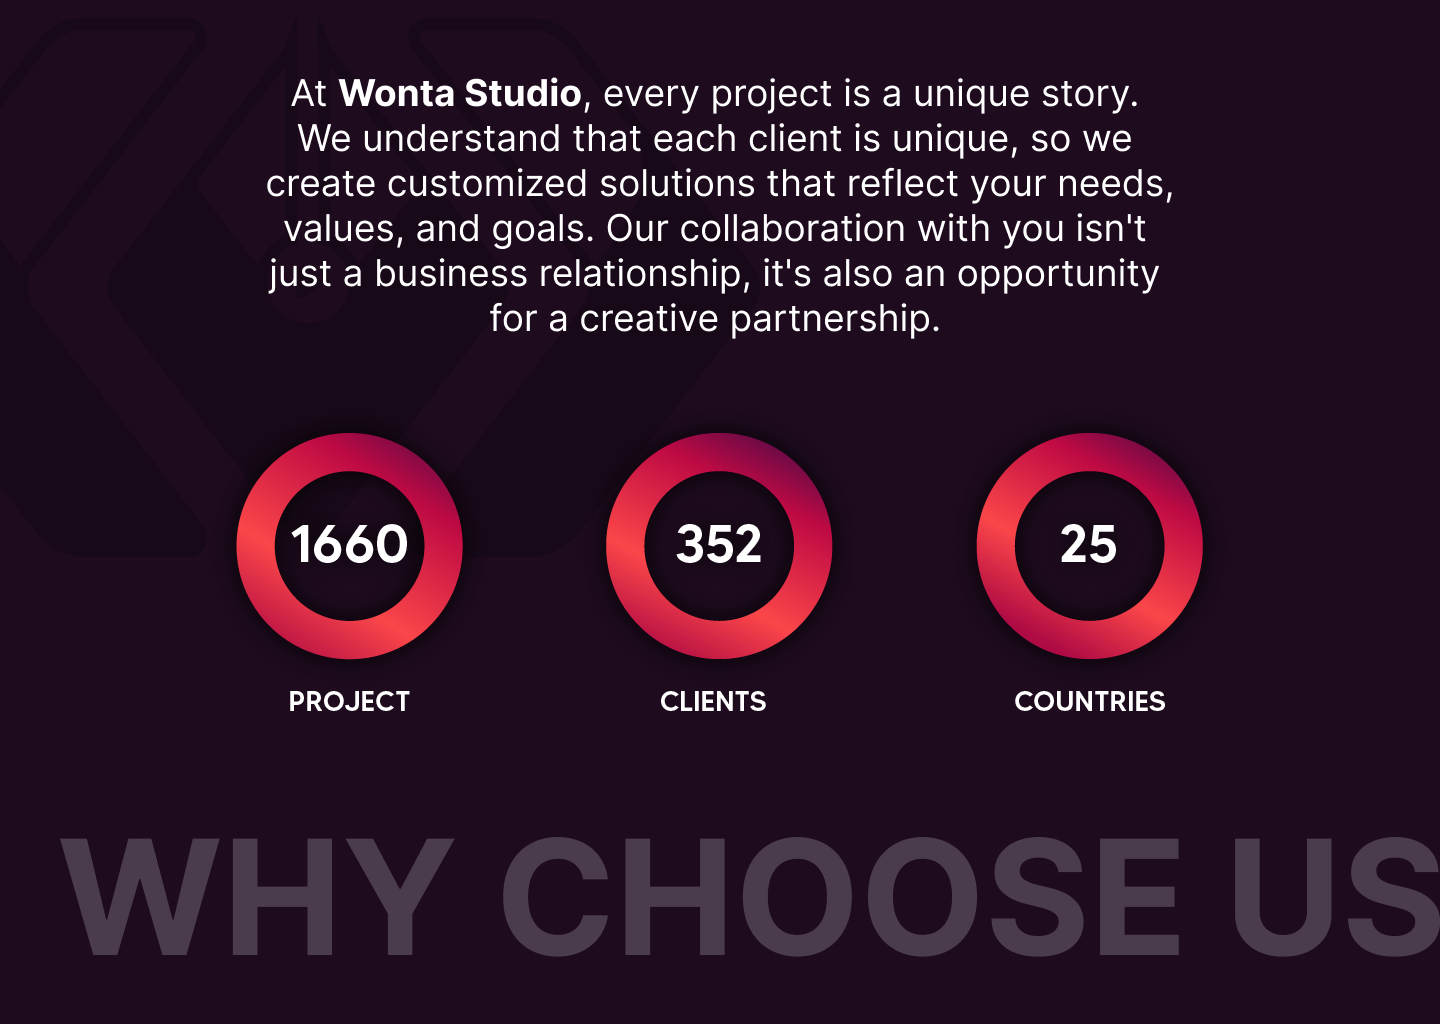 At Wonta Studio, every project is a unique story.
We understand that each client is unique, so we
create customized solutions that reflect your needs,
values, and goals. Our collaboration with you isn't
just a business relationship, it's also an opportunity
for a creative partnership.
1660
352
25
PROJECT
CLIENTS
COUNTRIES
WHY CHOOSE US